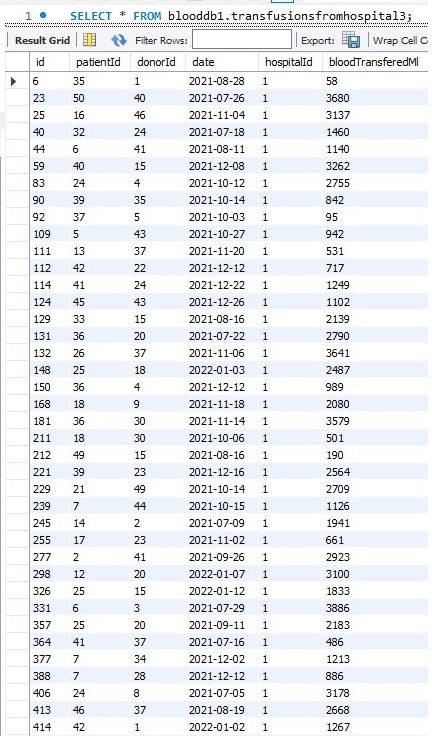 1 SELECT * FROM blooddb1.transfusionsfromhospital3;
Result Grid Filter Rows: Export: Wrap Cell Co
id patientId donorId date hospitalId bloodTransferedMl
6 35 1 2021-08-28 1 58
23 50 40 2021-07-26 1 3680
25 16 46 2021-11-04 1 3137
40 32 24 2021-07-18 1 1460
44 6 41 2021-08-11 1 1140
59 40 15 2021-12-08 1 3262
83 24 4 2021-10-12 1 2755
90 39 35 2021-10-14 1 842
92 37 5 2021-10-03 1 95
109 5 43 2021-10-27 1 942
111 13 37 2021-11-20 1 531
112 42 22 2021-12-12 1 717
114 41 24 2021-12-22 1 1249
124 45 43 2021-12-26 1 1102
129 33 15 2021-08-16 1 2139
131 36 20 2021-07-22 1 2790
132 26 37 2021-11-06 1 3641
148 25 18 2022-01-03 1 2487
150 36 4 2021-12-12 1 989
168 18 9 2021-11-18 1 2080
181 36 30 2021-11-14 1 3579
211 18 30 2021-10-06 1 501
212 49 15 2021-08-16 1 190
221 39 23 2021-12-16 1 2564
229 21 49 2021-10-14 1 2709
239 7 44 2021-10-15 1 1126
245 14 2 2021-07-09 1 1941
255 17 23 2021-11-02 1 661
277 2 41 2021-09-26 1 2923
298 12 20 2022-01-07 1 3100
326 25 15 2022-01-12 1 1833
331 6 3 2021-07-29 1 3886
357 25 20 2021-09-11 1 2183
364 41 37 2021-07-16 1 486
377 7 34 2021-12-02 1 1213
388 7 28 2021-12-12 1 886
406 24 8 2021-07-05 1 3178
413 46 37 2021-08-19 1 2668
414 42 1 2022-01-02 1 1267